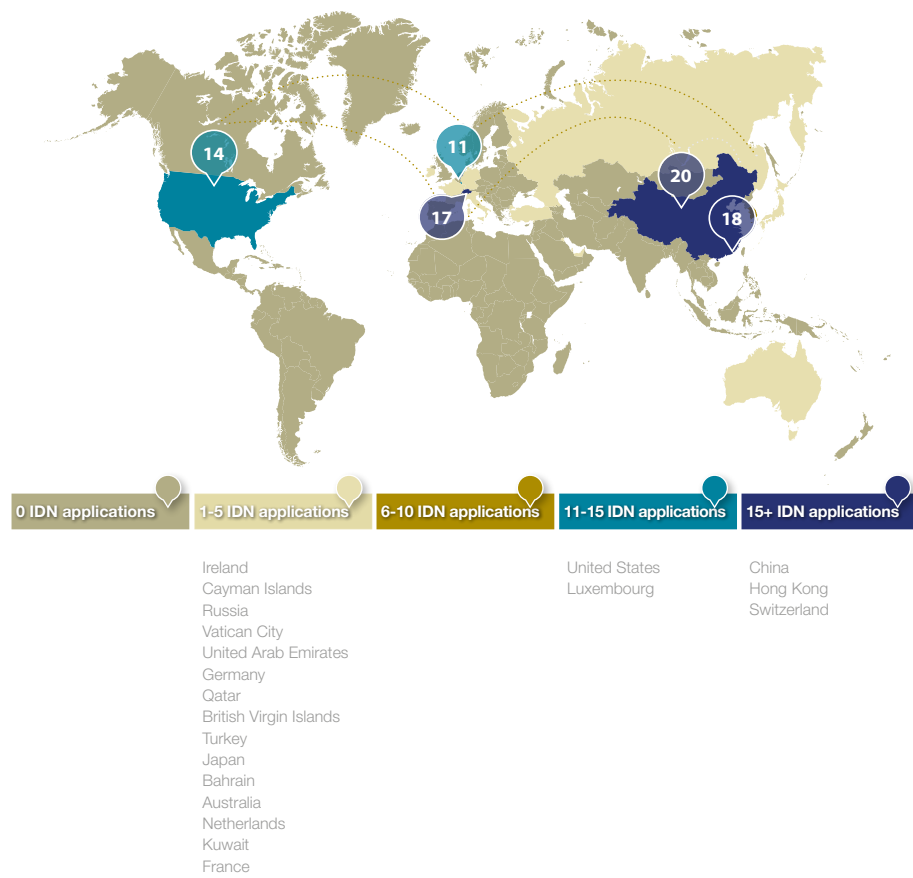 14
11
17
20
18
0 IDN applications
1-5 IDN applications
6-10 IDN applications
11-15 IDN applications
15+ IDN applications
Ireland
Cayman Islands
Russia
Vatican City
United Arab Emirates
Germany
Qatar
British Virgin Islands
Turkey
Japan
Bahrain
Australia
Netherlands
Kuwait
France
United States
Luxembourg
China
Hong Kong
Switzerland